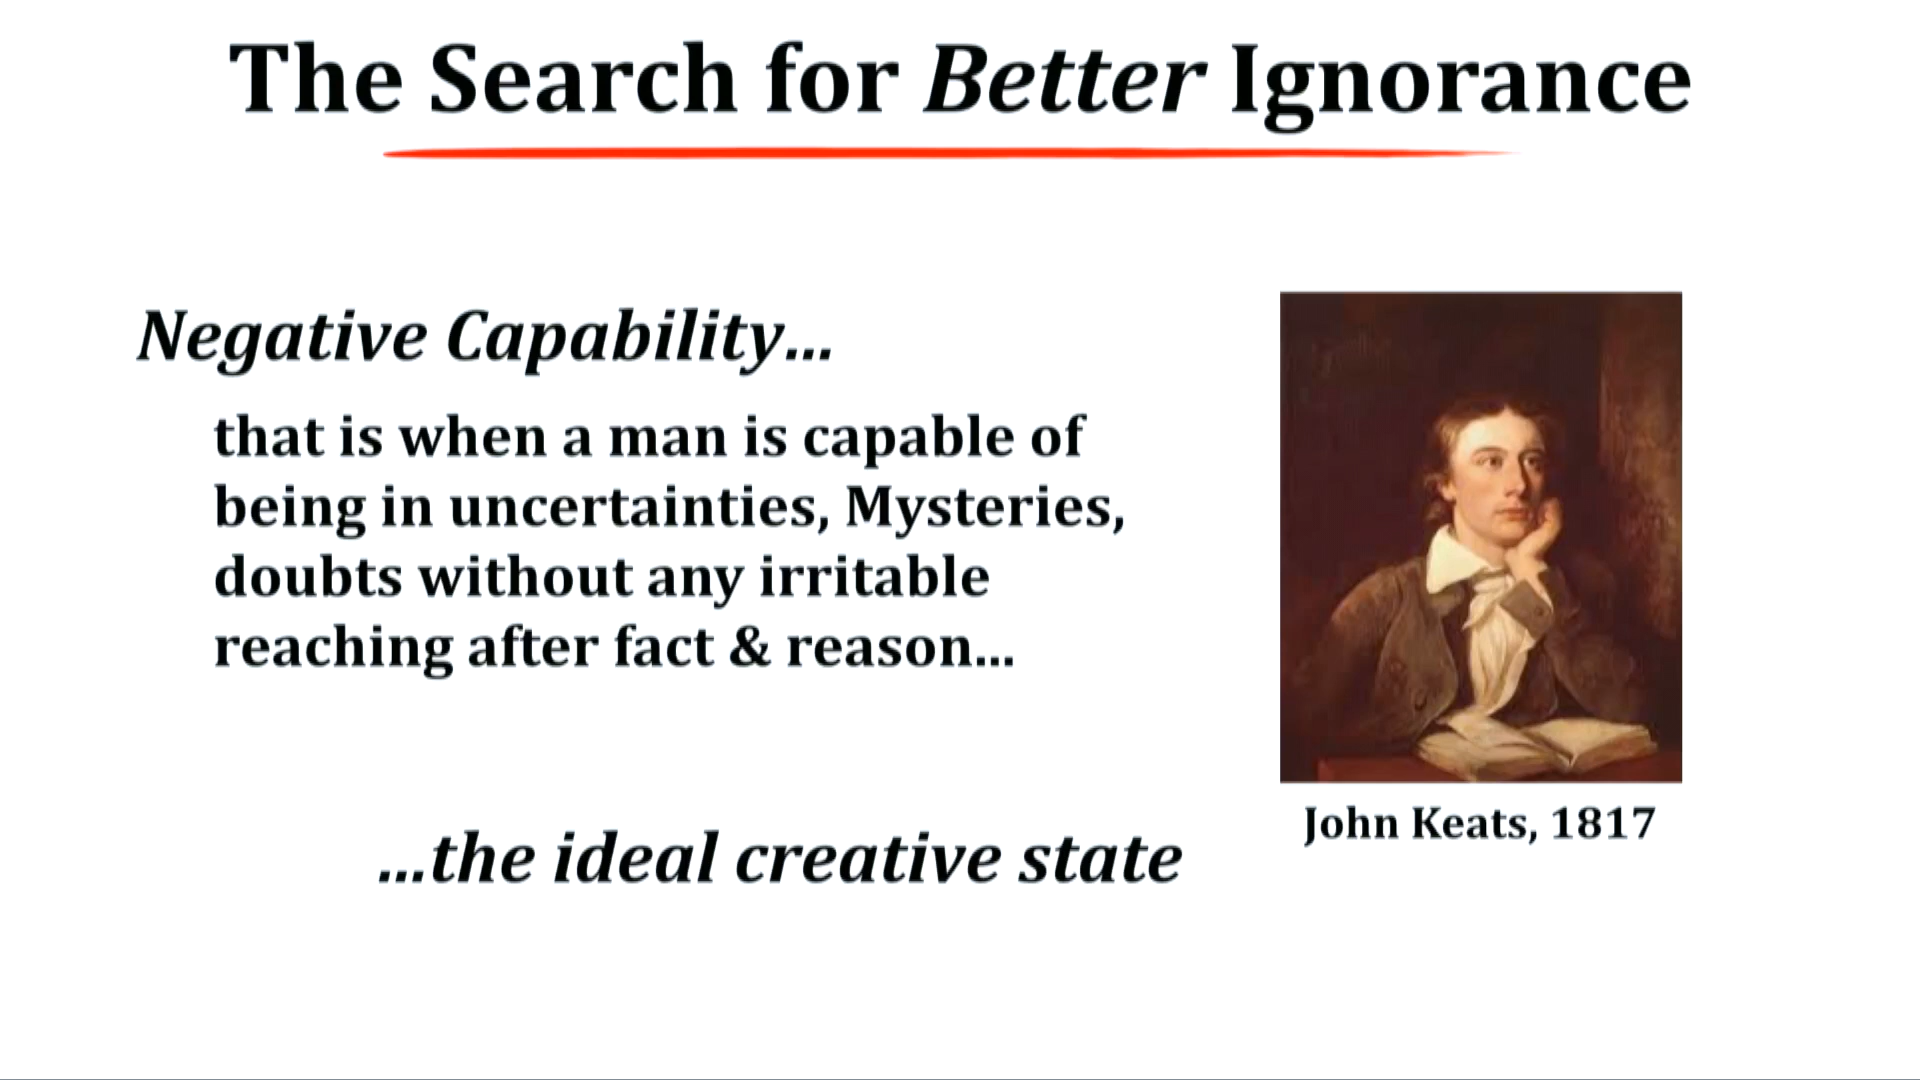 The Search for Better Ignorance
Negative Capability...
that is when a man is capable of
being in uncertainties, Mysteries,
doubts without any irritable
reaching after fact & reason...
...the ideal creative state
John Keats, 1817